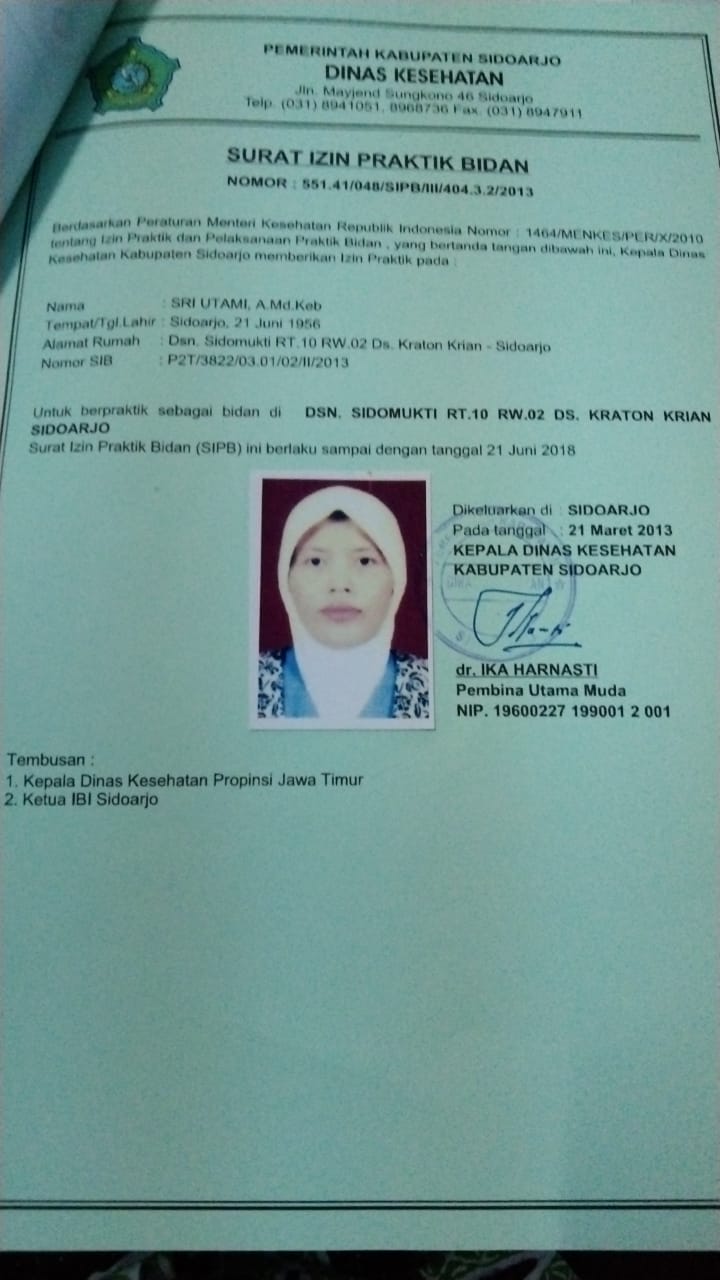 PEMERINTAH KABUPATEN SIDOARJO
DINAS KESEHATAN
Jln. Mayjend Sungkono 46 Sidoarjo
Telp. (031) 8941051, 8968736 Fax. (031) 8947911
SURAT IZIN PRAKTIK BIDAN
NOMOR : 551.41/048/SIPB/III/404.3.2/2013
Berdasarkan Peraturan Menteri Kesehatan Republik Indonesia Nomor : 1464/MENKES/PER/X/2010
tentang Izin Praktik dan Pelaksanaan Praktik Bidan , yang bertanda tangan dibawah ini, Kepala Dinas
Kesehatan Kabupaten Sidoarjo memberikan Izin Praktik pada :
Nama : SRI UTAMI, A.Md.Keb
Tempat/Tgl.Lahir : Sidoarjo, 21 Juni 1956
Alamat Rumah : Dsn. Sidomukti RT.10 RW.02 Ds. Kraton Krian - Sidoarjo
Nomor SIB : P2T/3822/03.01/02/II/2013
Untuk berpraktik sebagai bidan di DSN. SIDOMUKTI RT.10 RW.02 DS. KRATON KRIAN
SIDOARJO
Surat Izin Praktik Bidan (SIPB) ini berlaku sampai dengan tanggal 21 Juni 2018
Dikeluarkan di : SIDOARJO
Pada tanggal : 21 Maret 2013
KEPALA DINAS KESEHATAN
KABUPATEN SIDOARJO
dr. IKA HARNASTI
Pembina Utama Muda
NIP. 19600227 199001 2 001
Tembusan :
1. Kepala Dinas Kesehatan Propinsi Jawa Timur
2. Ketua IBI Sidoarjo